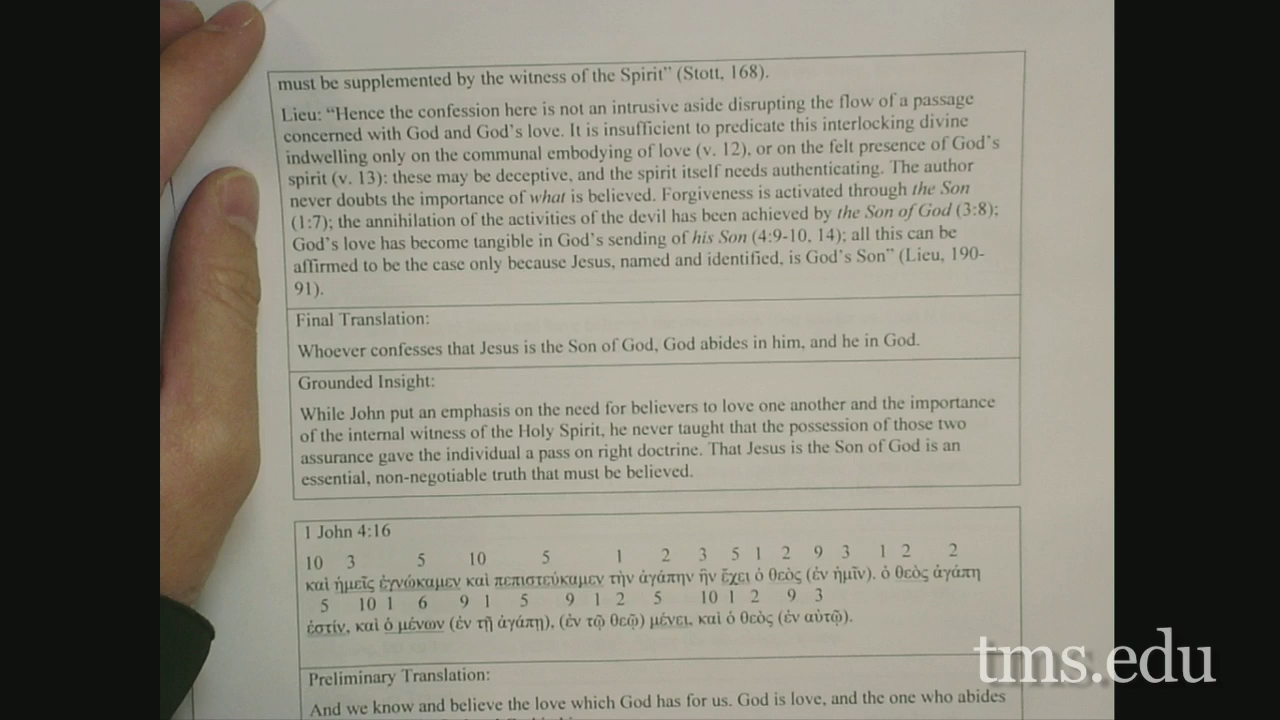 must be supplemented by the witness of the Spirit” (Stott, 168).
Lieu: “Hence the confession here is not an intrusive aside disrupting the flow of a passage
concerned with God and God’s love. It is insufficient to predicate this interlocking divine
indwelling only on the communal embodying of love (v. 12), or on the felt presence of God’s
spirit (v. 13): these may be deceptive, and the spirit itself needs authenticating. The author
never doubts the importance of what is believed. Forgiveness is activated through the Son
(1:7); the annihilation of the activities of the devil has been achieved by the Son of God (3:8);
God’s love has become tangible in God’s sending of his Son (4:9-10, 14); all this can be
affirmed to be the case only because Jesus, named and identified, is God’s Son” (Lieu, 190-
91).
Final Translation:
Whoever confesses that Jesus is the Son of God, God abides in him, and he in God.
Grounded Insight:
While John put an emphasis on the need for believers to love one another and the importance
of the internal witness of the Holy Spirit, he never taught that the possession of those two
assurance gave the individual a pass on right doctrine. That Jesus is the Son of God is an
essential, non-negotiable truth that must be believed.
1 John 4:16
10 3 5 10 5 1 2 3 5 1 2 9 3 1 2 2
καὶ ἡμεῖς ἐγνώκαμεν καὶ πεπιστεύκαμεν τὴν ἀγάπην ἣν ἔχει ὁ θεὸς (ἐν ἡμῖν). ὁ θεὸς ἀγάπη
5 10 1 6 9 1 5 9 1 2 5 10 1 2 9 3
ἐστίν, καὶ ὁ μένων (ἐν τῇ ἀγάπῃ), (ἐν τῷ θεῷ) μένει, καὶ ὁ θεὸς (ἐν αὐτῷ).
Preliminary Translation:
And we know and believe the love which God has for us. God is love, and the one who abides
tms.edu